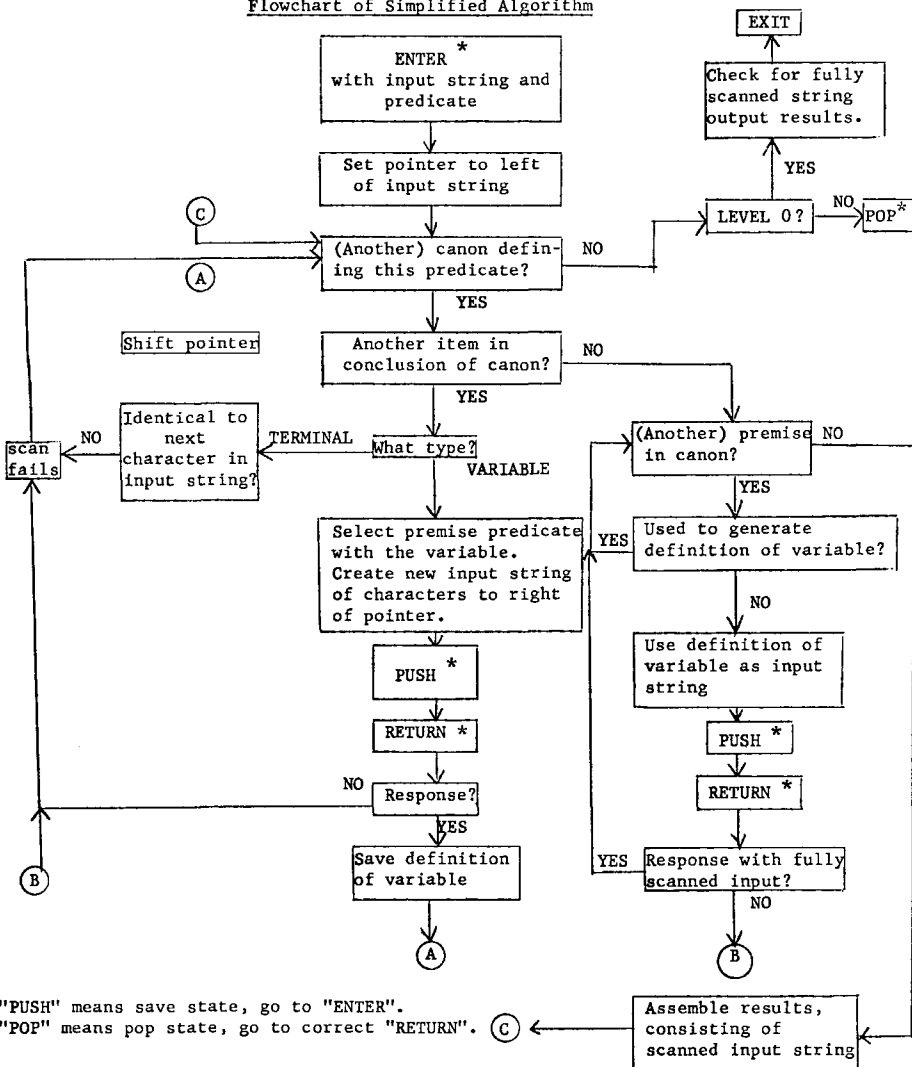 Flowchart of Simplified Algorithm
EXIT
ENTER *
with input string and
predicate
Check for fully
scanned string
output results.
YES
Set pointer to left
of input string
LEVEL 0?
NO
POP*
C
(Another) canon defin-
ing this predicate?
NO
A
YES
Shift pointer
Another item in
conclusion of canon?
NO
YES
Identical to
next
character in
input string?
TERMINAL
What type?
VARIABLE
NO
scan
fails
(Another) premise
in canon?
NO
YES
Select premise predicate
with the variable.
Create new input string
of characters to right
of pointer.
YES
Used to generate
definition of variable?
NO
PUSH *
Use definition of
variable as input
string
RETURN *
PUSH *
NO
Response?
RETURN *
YES
Save definition
of variable
YES
Response with fully
scanned input?
NO
B
A
B
"PUSH" means save state, go to "ENTER".
"POP" means pop state, go to correct "RETURN".
C
Assemble results,
consisting of
scanned input string